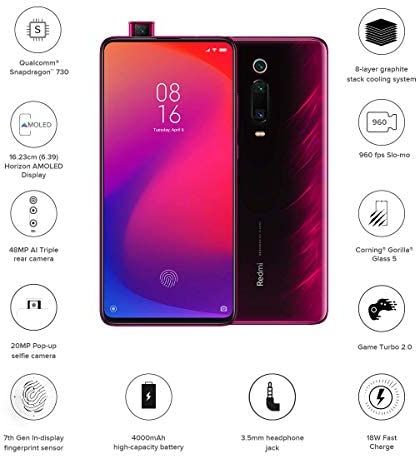 S
Qualcomm®
Snapdragon™ 730
AMOLED
16.23cm (6.39)
Horizon AMOLED
Display
48MP AI Triple
rear camera
20MP Pop-up
selfie camera
7th Gen In-display
fingerprint sensor
08
16
Tuesday, April 6
Redmi
4000mAh
high-capacity battery
3.5mm headphone
jack
8-layer graphite
stack cooling system
960
960 fps Slo-mo
Corning® Gorilla®
Glass 5
Game Turbo 2.0
18W Fast
Charge